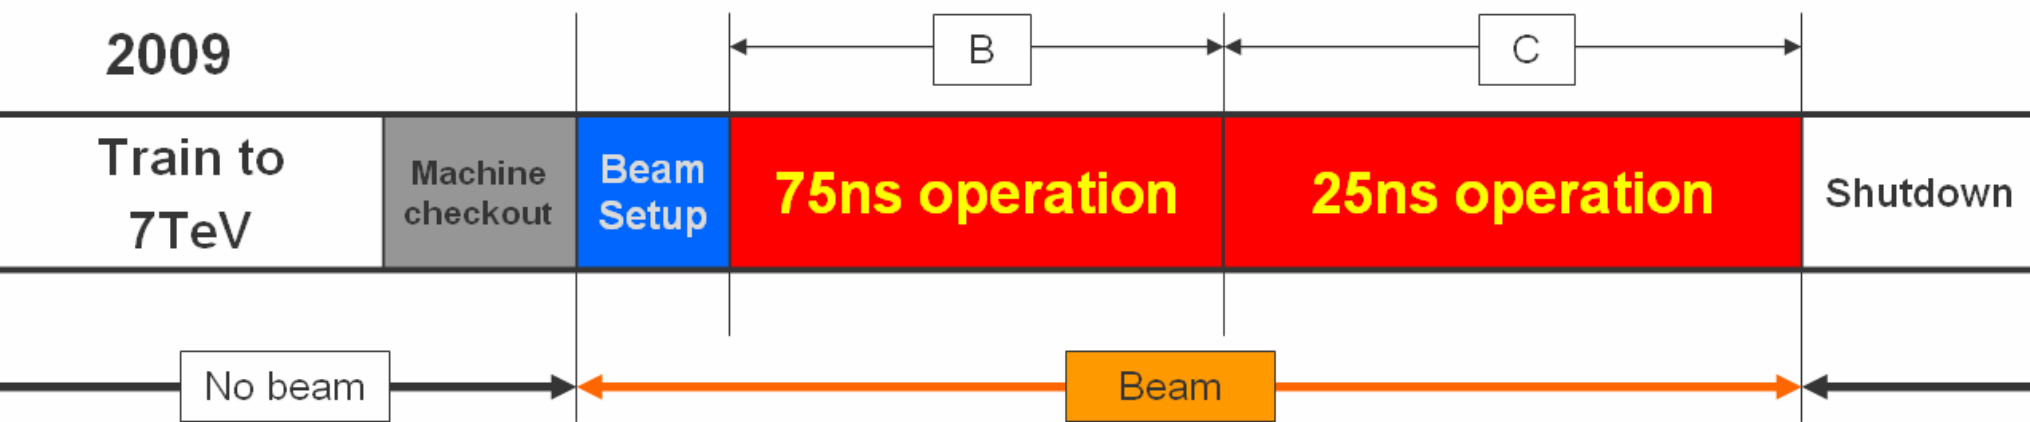 2009
B
C
Train to
7TeV
Machine
checkout
Beam
Setup
75ns operation
25ns operation
Shutdown
No beam
Beam